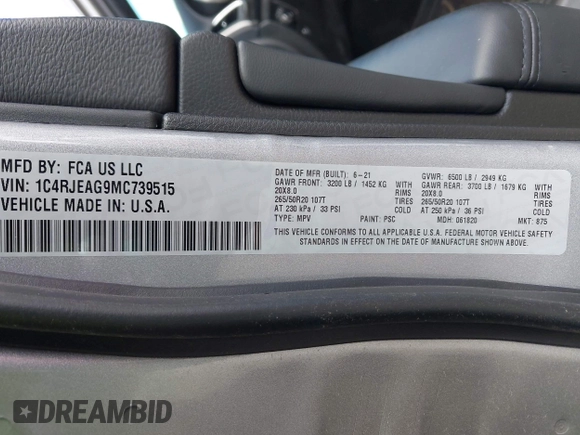 MFD BY: FCA US LLC
VIN: 1C4RJEAG9MC739515
VEHICLE MADE IN: U.S.A.
DATE OF MFR (BUILT): 6-21
GVWR: 6500 LB / 2949 KG
GAWR FRONT: 3200 LB / 1452 KG
GAWR REAR: 3700 LB / 1679 KG
20X8.0 RIMS
20X8.0 RIMS
265/50R20 107T TIRES
265/50R20 107T TIRES
AT 230 kPa / 33 PSI COLD
AT 250 kPa / 36 PSI COLD
TYPE: MPV PAINT: PSC MDH: 061820 MKT: 875
THIS VEHICLE CONFORMS TO ALL APPLICABLE U.S.A. FEDERAL MOTOR VEHICLE SAFETY
STANDARDS IN EFFECT ON THE DATE OF MANUFACTURE SHOWN ABOVE.
DREAMBID